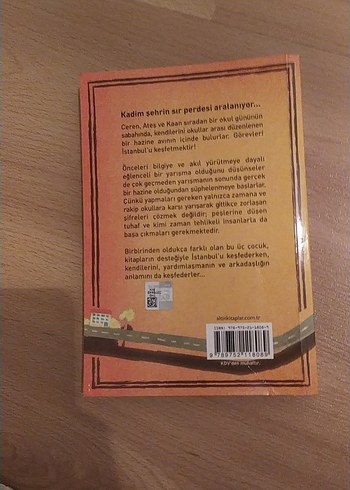 Kadim şehrin sır perdesi aralanıyor...
Ceren, Ateş ve Kaan sıradan bir okul gününün
sabahında, kendilerini okullar arası düzenlenen
bir hazine avının içinde bulurlar. Görevleri
İstanbul'u keşfetmektir!
Önceleri bilgiye ve akıl yürütmeye dayalı
eğlenceli bir yarışma olduğunu düşünseler
de çok geçmeden yarışmanın sonunda gerçek
bir hazine olduğundan şüphelenmeye başlarlar.
Çünkü yapmaları gereken yalnızca zamana ve
rakip okullara karşı yarışarak gittikçe zorlaşan
şifreleri çözmek değildir; peşlerine düşen
tuhaf ve kimi zaman tehlikeli insanlarla da
başa çıkmaları gerekmektedir.
Birbirinden oldukça farklı olan bu üç çocuk,
kitapların desteğiyle İstanbul'u keşfederken,
kendilerini, yardımlaşmanın ve arkadaşlığın
anlamını da keşfederler...
9 789752 118089